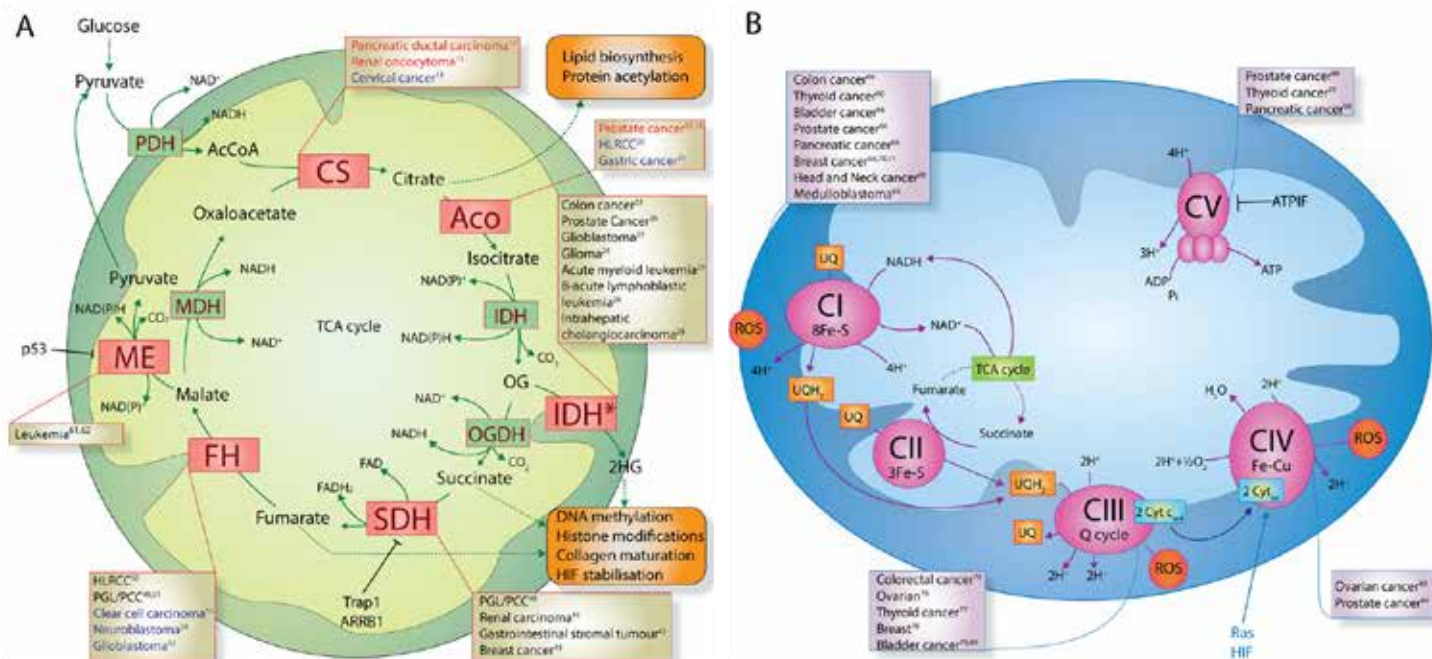 A
Glucose
Pyruvate
NAD⁺
NADH
PDH
AcCoA
CS
Citrate
Pancreatic ductal carcinoma
Renal oncocytoma
Cervical cancer
Lipid biosynthesis
Protein acetylation
Prostate cancer
HLRCC
Gastric cancer
Aco
Isocitrate
Oxaloacetate
Colon cancer
Prostate Cancer
Glioblastoma
Glioma
Acute myeloid leukemia
B-acute lymphoblastic
leukemia
Intrahepatic
cholangiocarcinoma
NAD(P)⁺
IDH
NAD(P)H
CO₂
TCA cycle
Pyruvate
NADH
MDH
NAD⁺
NAD(P)H
CO₂
p53
ME
NAD(P)⁺
Malate
Leukemia⁶¹,⁶²
OG
IDH*
2HG
NAD⁺
OGDH
NADH
CO₂
Succinate
FAD
FADH₂
SDH
FH
Fumarate
DNA methylation
Histone modifications
Collagen maturation
HIF stabilisation
Trap1
ARRB1
HLRCC
PGL/PCC
Clear cell carcinoma
Neuroblastoma
Glioblastoma
PGL/PCC
Renal carcinoma
Gastrointestinal stromal tumour
Breast cancer
B
Colon cancer
Thyroid cancer
Bladder cancer
Prostate cancer
Pancreatic cancer
Breast cancer
Head and Neck cancer
Medulloblastoma
Prostate cancer
Thyroid cancer
Pancreatic cancer
4H⁺
CV
ATPIF
3H⁺
ADP
Pi
ATP
UQ
NADH
CI
8Fe-S
ROS
NAD⁺
4H⁺
4H⁺
TCA cycle
UQH₂
Fumarate
UQ
Succinate
CII
3Fe-S
H₂O
2H⁺
CIV
Fe-Cu
ROS
2H⁺+½O₂
2H⁺
2 Cyt
UQH₂
2H⁺
CIII
Q cycle
2 Cyt c
UQ
2H⁺
2H⁺
ROS
Colorectal cancer
Ovarian
Thyroid cancer
Breast
Bladder cancer
Ovarian cancer
Prostate cancer
Ras
HIF